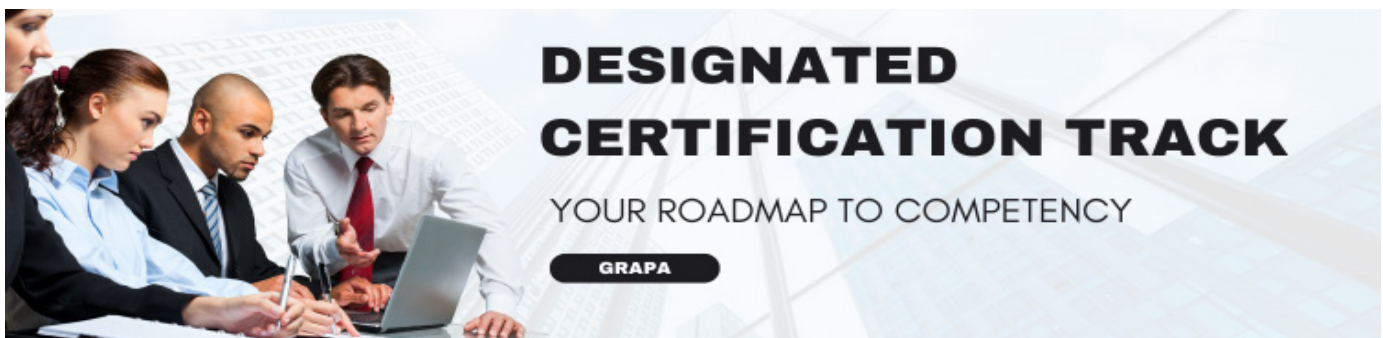 DESIGNATED
CERTIFICATION TRACK
YOUR ROADMAP TO COMPETENCY
GRAPA